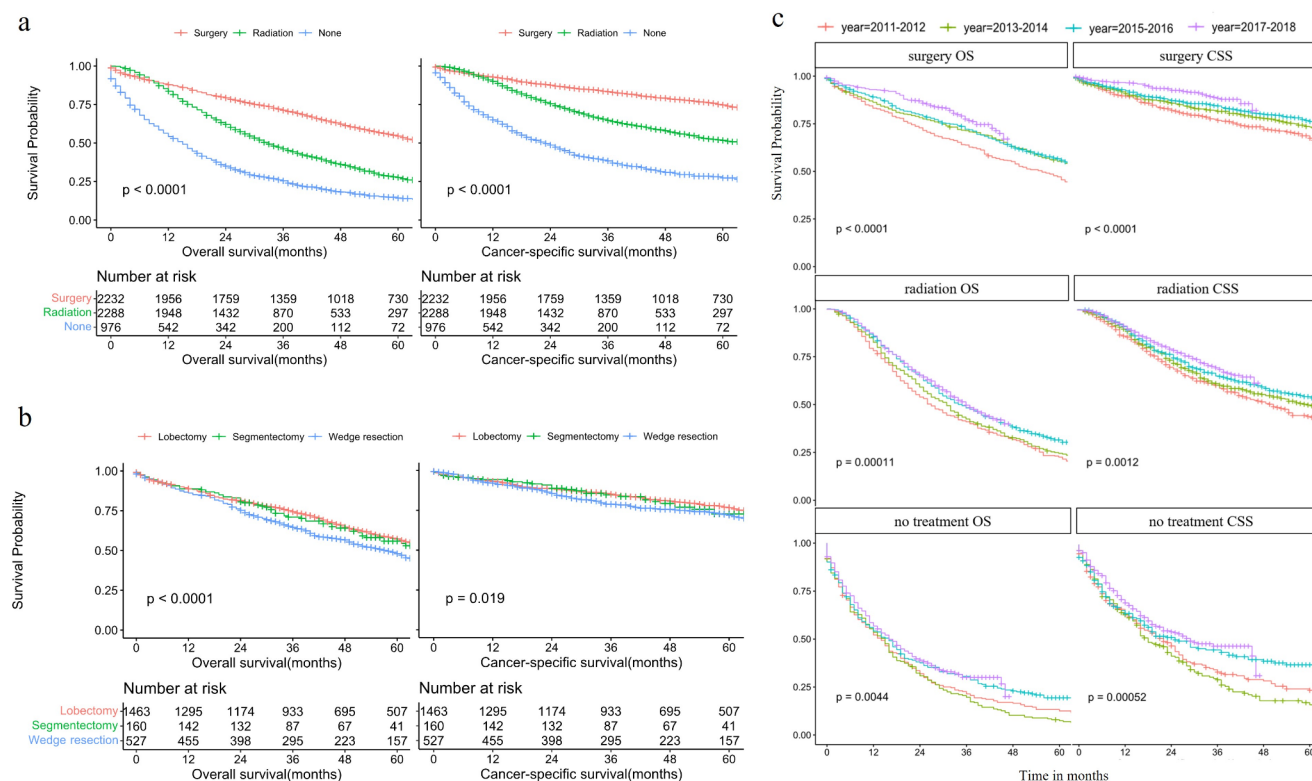 a
Surgery Radiation None
Surgery Radiation None
Survival Probability
1.00
0.75
0.50
0.25
0.00
p < 0.0001
p < 0.0001
0 12 24 36 48 60
0 12 24 36 48 60
Overall survival(months)
Cancer-specific survival(months)
Number at risk
Number at risk
Surgery 2232 1956 1759 1359 1018 730
2232 1956 1759 1359 1018 730
Radiation 2288 1948 1432 870 533 297
2288 1948 1432 870 533 297
None 976 542 342 200 112 72
976 542 342 200 112 72
0 12 24 36 48 60
0 12 24 36 48 60
Overall survival(months)
Cancer-specific survival(months)
b
Lobectomy Segmentectomy Wedge resection
Lobectomy Segmentectomy Wedge resection
Survival Probability
1.00
0.75
0.50
0.25
0.00
p < 0.0001
p = 0.019
0 12 24 36 48 60
0 12 24 36 48 60
Overall survival(months)
Cancer-specific survival(months)
Number at risk
Number at risk
Lobectomy 1463 1295 1174 933 695 507
1463 1295 1174 933 695 507
Segmentectomy 160 142 132 87 67 41
160 142 132 87 67 41
Wedge resection 527 455 398 295 223 157
527 455 398 295 223 157
0 12 24 36 48 60
0 12 24 36 48 60
Overall survival(months)
Cancer-specific survival(months)
c
year=2011-2012 year=2013-2014 year=2015-2016 year=2017-2018
surgery OS
surgery CSS
Survival Probability
1.00
0.75
0.50
0.25
0.00
p < 0.0001
p < 0.0001
radiation OS
radiation CSS
1.00
0.75
0.50
0.25
0.00
p = 0.00011
p = 0.0012
no treatment OS
no treatment CSS
1.00
0.75
0.50
0.25
0.00
p = 0.0044
p = 0.00052
0 12 24 36 48 60
0 12 24 36 48 60
Time in months